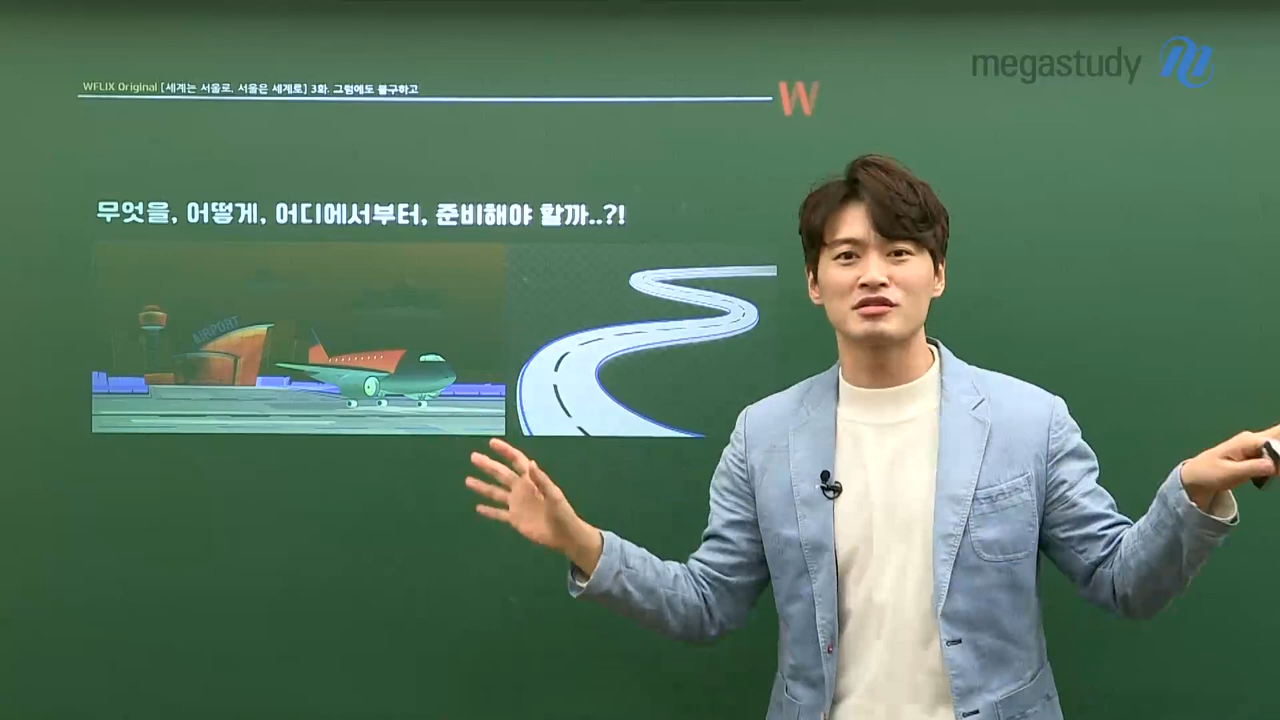 megastudy
WFLIX Original [세계는 서울로, 서울은 세계로] 3화. 그럼에도 불구하고
W
무엇을, 어떻게, 어디에서부터, 준비해야 할까..?!
AIRPORT